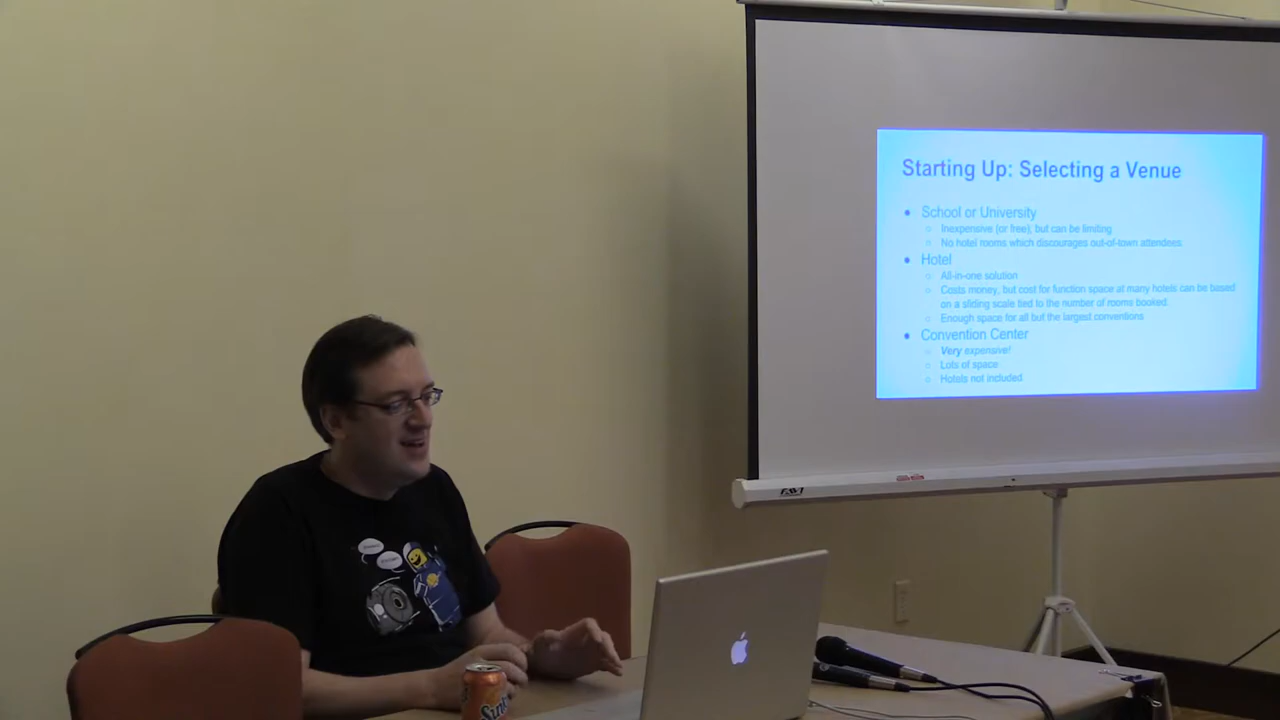 Starting Up: Selecting a Venue
● School or University
○ Inexpensive (or free), but can be limiting
○ No hotel rooms which discourages out-of-town attendees
● Hotel
○ All-in-one solution
○ Costs money, but cost for function space at many hotels can be based
on a sliding scale tied to the number of rooms booked.
○ Enough space for all but the largest conventions
● Convention Center
○ Very expensive!
○ Lots of space
○ Hotels not included
FAVI